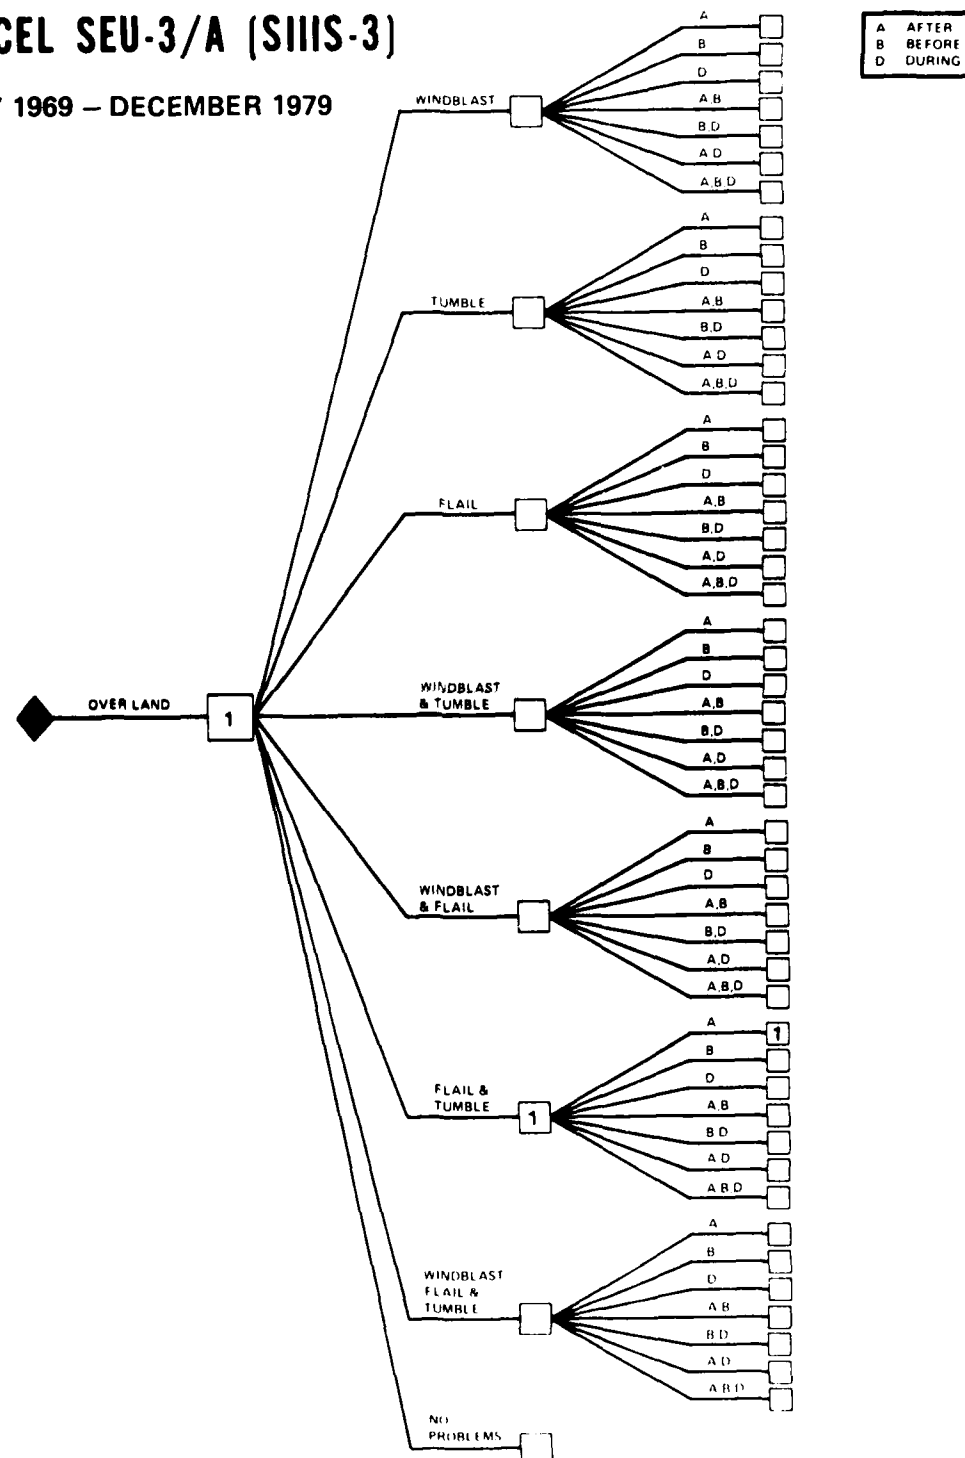 CEL SEU-3/A (SIIIS-3)
1969 – DECEMBER 1979
A AFTER
B BEFORE
D DURING
OVER LAND
1
WINDBLAST
A
B
D
A,B
B,D
A,D
A,B,D
TUMBLE
A
B
D
A,B
B,D
A,D
A,B,D
FLAIL
A
B
D
A,B
B,D
A,D
A,B,D
WINDBLAST
& TUMBLE
A
B
D
A,B
B,D
A,D
A,B,D
WINDBLAST
& FLAIL
A
B
D
A,B
B,D
A,D
A,B,D
FLAIL &
TUMBLE
1
A
1
B
D
A,B
B D
A D
A B D
WINDBLAST
FLAIL &
TUMBLE
A
B
D
A B
B D
A D
A B D
NO
PROBLEMS